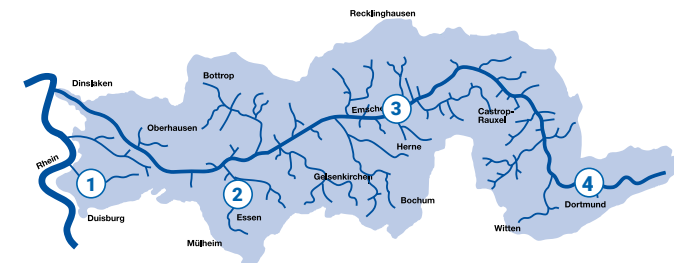 Recklinghausen
Dinslaken
Bottrop
Emsche
3
Castrop-
Rauxel
Oberhausen
Herne
Rhein
1
2
Gelsenkirchen
4
Bochum
Dortmund
Duisburg
Essen
Witten
Mülheim